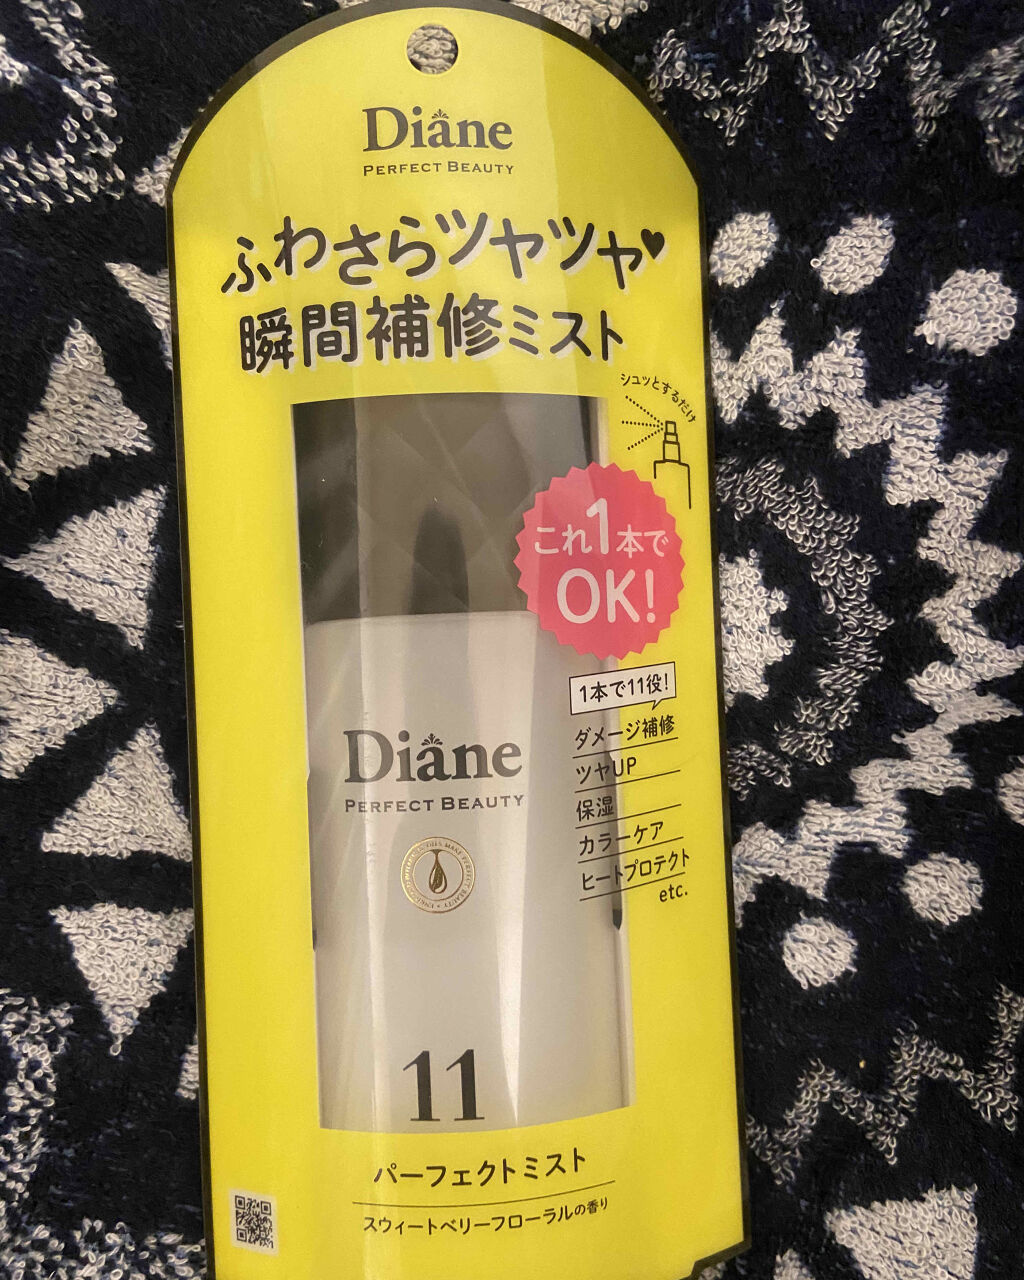 Diane
PERFECT BEAUTY
ふわさらツヤツヤ♥
瞬間補修ミスト
シュッとするだけ
これ1本で
OK!
1本で11役!
ダメージ補修
ツヤUP
保湿
カラーケア
ヒートプロテクト
etc.
Diane
PERFECT BEAUTY
11
パーフェクトミスト
スウィートベリーフローラルの香り